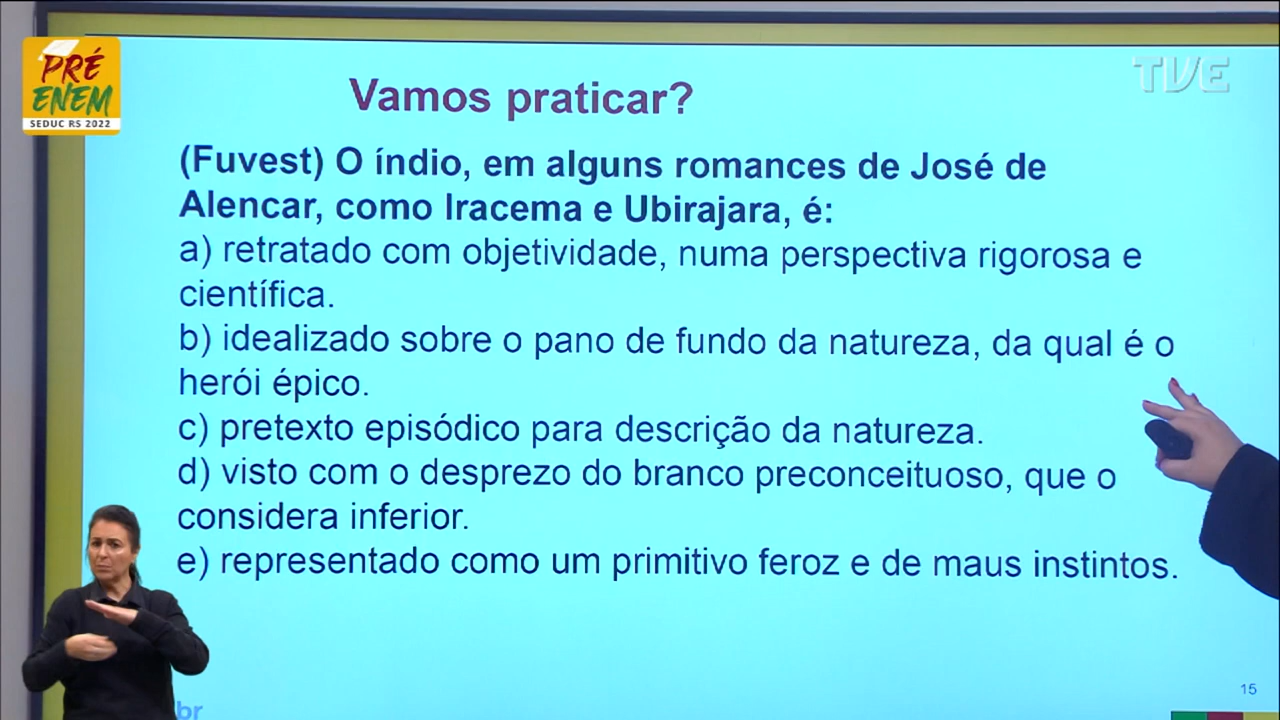 PRÉ
ENEM
SEDUC RS 2022
TVE
Vamos praticar?
(Fuvest) O índio, em alguns romances de José de
Alencar, como Iracema e Ubirajara, é:
a) retratado com objetividade, numa perspectiva rigorosa e
científica.
b) idealizado sobre o pano de fundo da natureza, da qual é o
herói épico.
c) pretexto episódico para descrição da natureza.
d) visto com o desprezo do branco preconceituoso, que o
considera inferior.
e) representado como um primitivo feroz e de maus instintos.
15
br